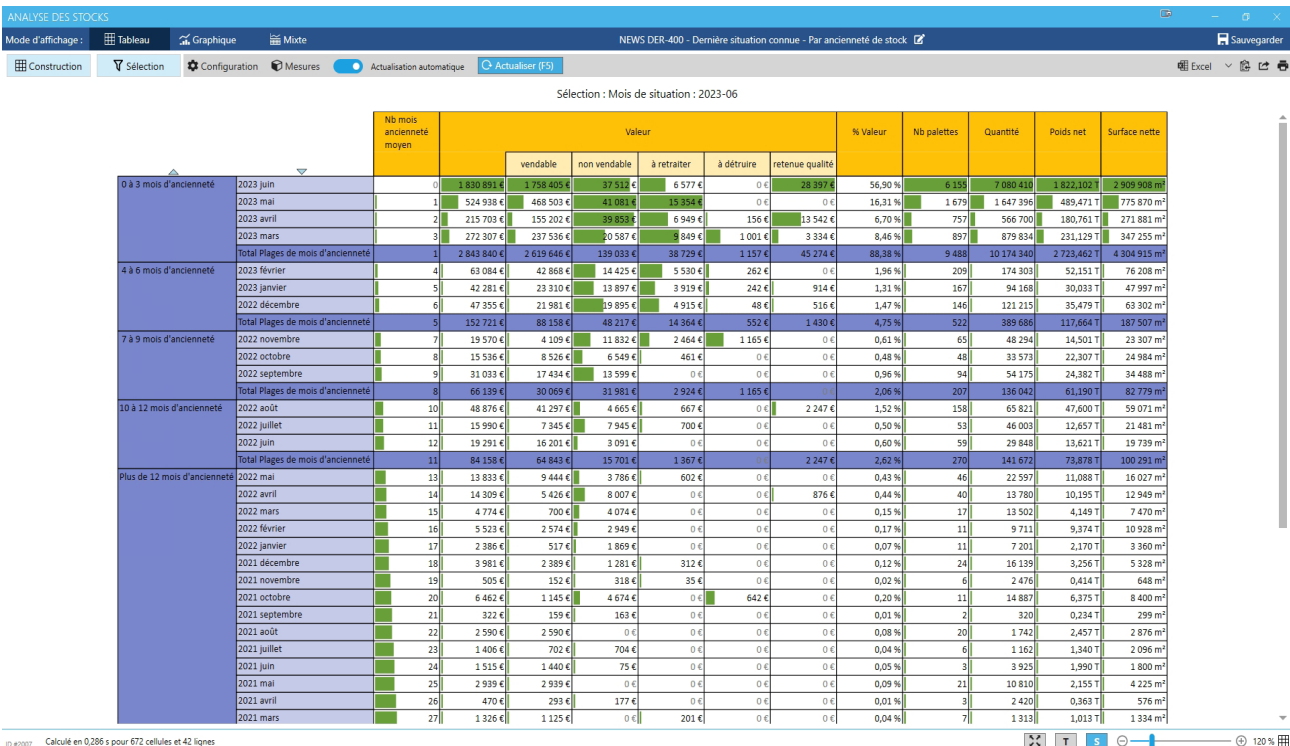 ANALYSE DES STOCKS
Mode d'affichage : Tableau Graphique Mixte NEWS DER-400 - Dernière situation connue - Par ancienneté de stock Sauvegarder
Construction Sélection Configuration Mesures Actualisation automatique Actualiser (F5) Excel
Sélection : Mois de situation : 2023-06
Nb mois ancienneté moyen Valeur % Valeur Nb palettes Quantité Poids net Surface nette
vendable non vendable à retraiter à détruire retenue qualité
0 à 3 mois d'ancienneté 2023 juin 0 1 830 891 € 1 758 405 € 37 512 € 6 577 € 0 € 28 397 € 56,90 % 6 155 7 080 410 1 822,102 T 2 909 908 m²
2023 mai 1 524 938 € 468 503 € 41 081 € 15 354 € 0 € 0 € 16,31 % 1 679 1 647 396 489,471 T 775 870 m²
2023 avril 2 215 703 € 155 202 € 39 853 € 6 949 € 156 € 13 542 € 6,70 % 757 566 700 180,761 T 271 881 m²
2023 mars 3 272 307 € 237 536 € 20 587 € 9 849 € 1 001 € 3 334 € 8,46 % 897 879 834 231,129 T 347 255 m²
Total Plages de mois d'ancienneté 1 2 843 840 € 2 619 646 € 139 033 € 38 729 € 1 157 € 45 274 € 88,38 % 9 488 10 174 340 2 723,462 T 4 304 915 m²
4 à 6 mois d'ancienneté 2023 février 4 63 084 € 42 868 € 14 425 € 5 530 € 262 € 0 € 1,96 % 209 174 303 52,151 T 76 208 m²
2023 janvier 5 42 281 € 23 310 € 13 897 € 3 919 € 242 € 914 € 1,31 % 167 94 168 30,033 T 47 997 m²
2022 décembre 6 47 355 € 21 981 € 19 895 € 4 915 € 48 € 516 € 1,47 % 146 121 215 35,479 T 63 302 m²
Total Plages de mois d'ancienneté 5 152 721 € 88 158 € 48 217 € 14 364 € 552 € 1 430 € 4,75 % 522 389 686 117,664 T 187 507 m²
7 à 9 mois d'ancienneté 2022 novembre 7 19 570 € 4 109 € 11 832 € 2 464 € 1 165 € 0 € 0,61 % 65 48 294 14,501 T 23 307 m²
2022 octobre 8 15 536 € 8 526 € 6 549 € 461 € 0 € 0 € 0,48 % 48 33 573 22,307 T 24 984 m²
2022 septembre 9 31 033 € 17 434 € 13 599 € 0 € 0 € 0 € 0,96 % 94 54 175 24,382 T 34 488 m²
Total Plages de mois d'ancienneté 8 66 139 € 30 069 € 31 981 € 2 924 € 1 165 € 0 € 2,06 % 207 136 042 61,190 T 82 779 m²
10 à 12 mois d'ancienneté 2022 août 10 48 876 € 41 297 € 4 665 € 667 € 0 € 2 247 € 1,52 % 158 65 821 47,600 T 59 071 m²
2022 juillet 11 15 990 € 7 345 € 7 945 € 700 € 0 € 0 € 0,50 % 53 46 003 12,657 T 21 481 m²
2022 juin 12 19 291 € 16 201 € 3 091 € 0 € 0 € 0 € 0,60 % 59 29 848 13,621 T 19 739 m²
Total Plages de mois d'ancienneté 11 84 158 € 64 843 € 15 701 € 1 367 € 0 € 2 247 € 2,62 % 270 141 672 73,878 T 100 291 m²
Plus de 12 mois d'ancienneté 2022 mai 13 13 833 € 9 444 € 3 786 € 602 € 0 € 0 € 0,43 % 46 22 597 11,088 T 16 027 m²
2022 avril 14 14 309 € 5 426 € 8 007 € 0 € 0 € 876 € 0,44 % 40 13 780 10,195 T 12 949 m²
2022 mars 15 4 774 € 700 € 4 074 € 0 € 0 € 0 € 0,15 % 17 13 502 4,149 T 7 470 m²
2022 février 16 5 523 € 2 574 € 2 949 € 0 € 0 € 0 € 0,17 % 11 9 711 9,374 T 10 928 m²
2022 janvier 17 2 386 € 517 € 1 869 € 0 € 0 € 0 € 0,07 % 11 7 201 2,170 T 3 360 m²
2021 décembre 18 3 981 € 2 389 € 1 281 € 312 € 0 € 0 € 0,12 % 24 16 139 3,256 T 5 328 m²
2021 novembre 19 505 € 152 € 318 € 35 € 0 € 0 € 0,02 % 6 2 476 0,414 T 648 m²
2021 octobre 20 6 462 € 1 145 € 4 674 € 0 € 642 € 0 € 0,20 % 11 14 887 6,375 T 8 400 m²
2021 septembre 21 322 € 159 € 163 € 0 € 0 € 0 € 0,01 % 2 320 0,234 T 299 m²
2021 août 22 2 590 € 2 590 € 0 € 0 € 0 € 0 € 0,08 % 20 1 742 2,457 T 2 876 m²
2021 juillet 23 1 406 € 702 € 704 € 0 € 0 € 0 € 0,04 % 6 1 162 1,340 T 2 096 m²
2021 juin 24 1 515 € 1 440 € 75 € 0 € 0 € 0 € 0,05 % 3 3 925 1,990 T 1 800 m²
2021 mai 25 2 939 € 2 939 € 0 € 0 € 0 € 0 € 0,09 % 21 10 810 2,155 T 4 225 m²
2021 avril 26 470 € 293 € 177 € 0 € 0 € 0 € 0,01 % 3 2 420 0,363 T 576 m²
2021 mars 27 1 326 € 1 125 € 0 € 201 € 0 € 0 € 0,04 % 7 1 313 1,013 T 1 334 m²
ID #2007 Calculé en 0,286 s pour 672 cellules et 42 lignes T S 120 %